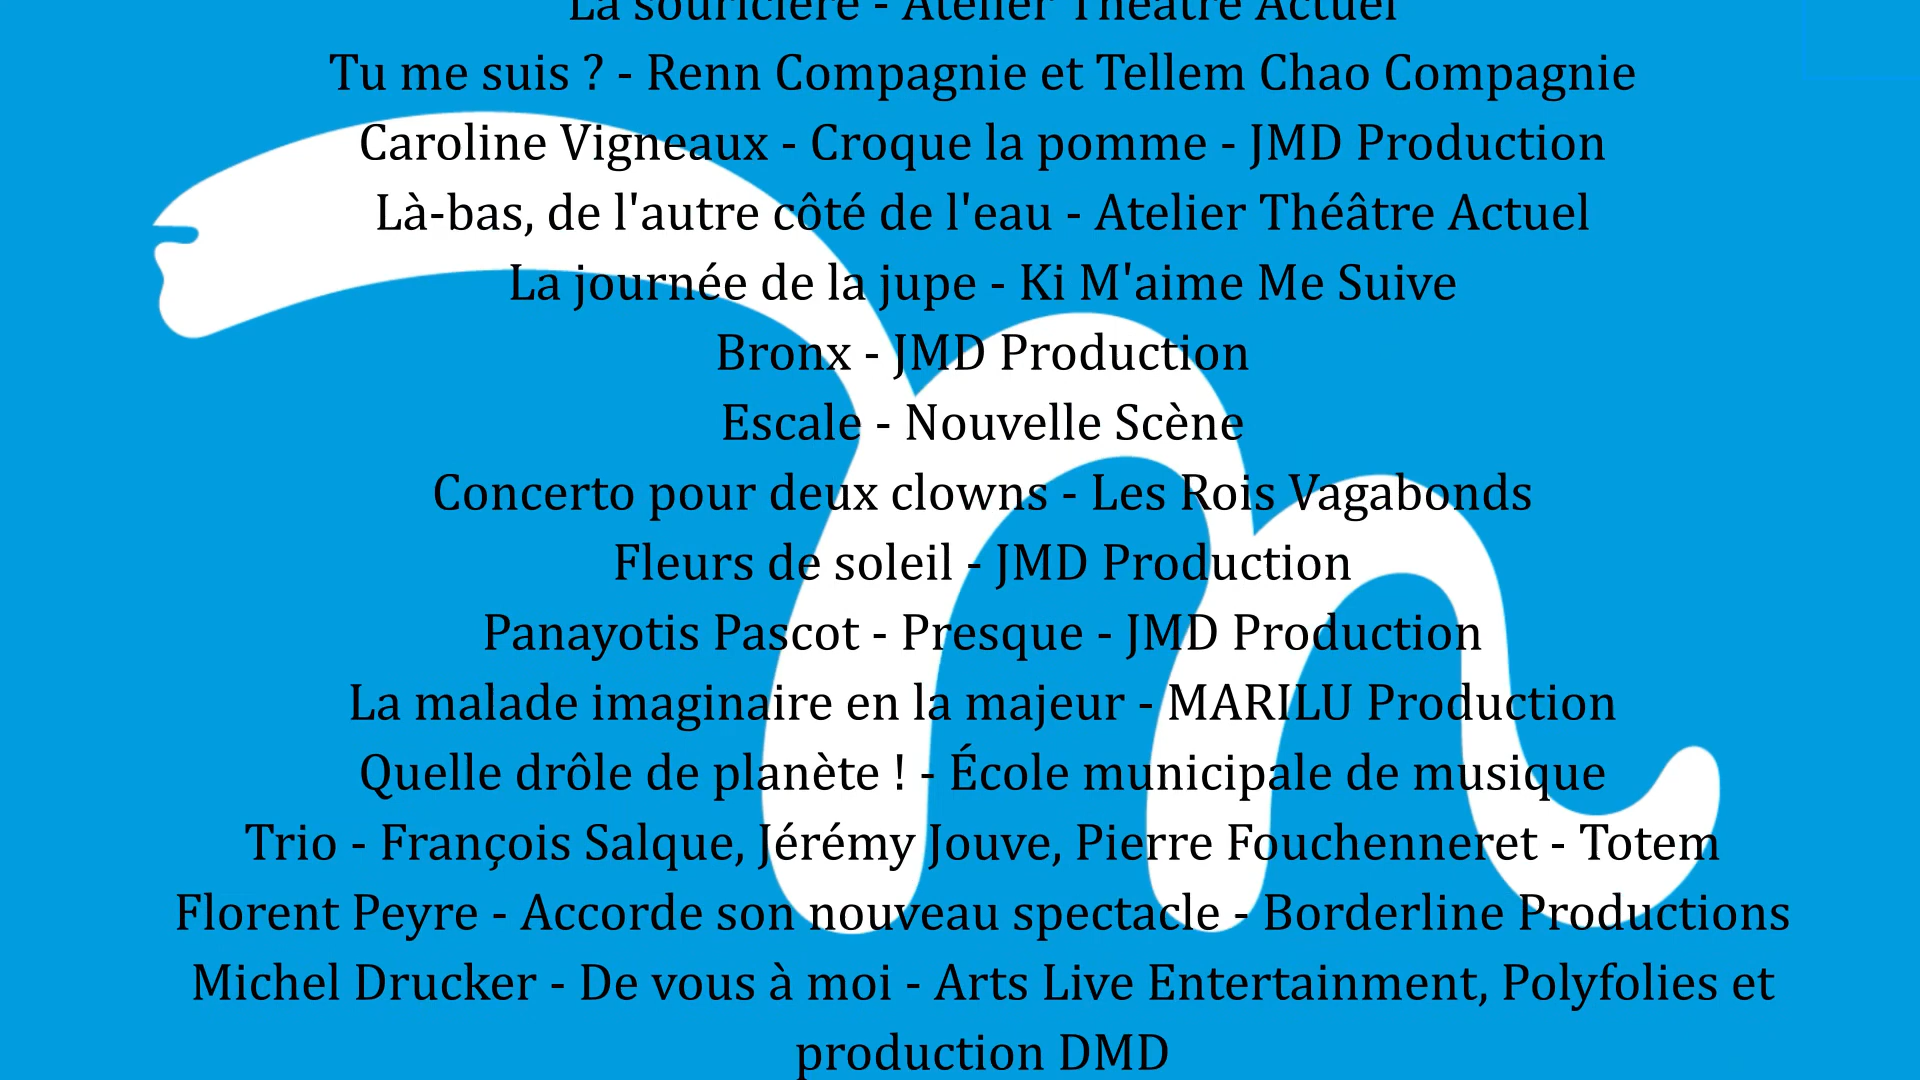 La souricière - Atelier Théâtre Actuel
Tu me suis ? - Renn Compagnie et Tellem Chao Compagnie
Caroline Vigneaux - Croque la pomme - JMD Production
Là-bas, de l'autre côté de l'eau - Atelier Théâtre Actuel
La journée de la jupe - Ki M'aime Me Suive
Bronx - JMD Production
Escale - Nouvelle Scène
Concerto pour deux clowns - Les Rois Vagabonds
Fleurs de soleil - JMD Production
Panayotis Pascot - Presque - JMD Production
La malade imaginaire en la majeur - MARILU Production
Quelle drôle de planète ! - École municipale de musique
Trio - François Salque, Jérémy Jouve, Pierre Fouchenneret - Totem
Florent Peyre - Accorde son nouveau spectacle - Borderline Productions
Michel Drucker - De vous à moi - Arts Live Entertainment, Polyfolies et
production DMD